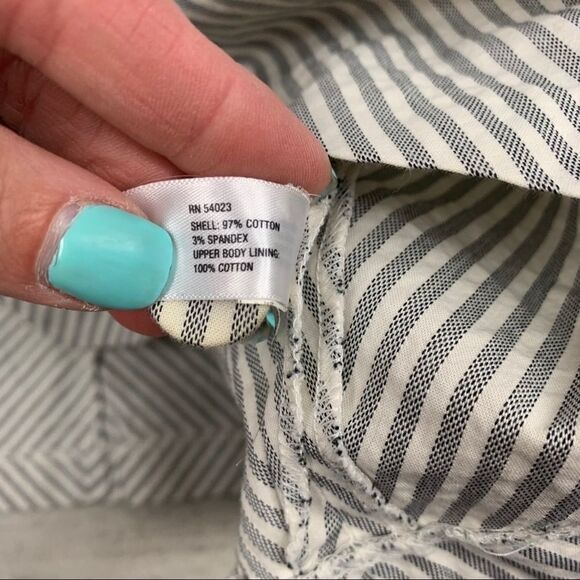 RN 54023
SHELL: 97% COTTON
3% SPANDEX
UPPER BODY LINING:
100% COTTON